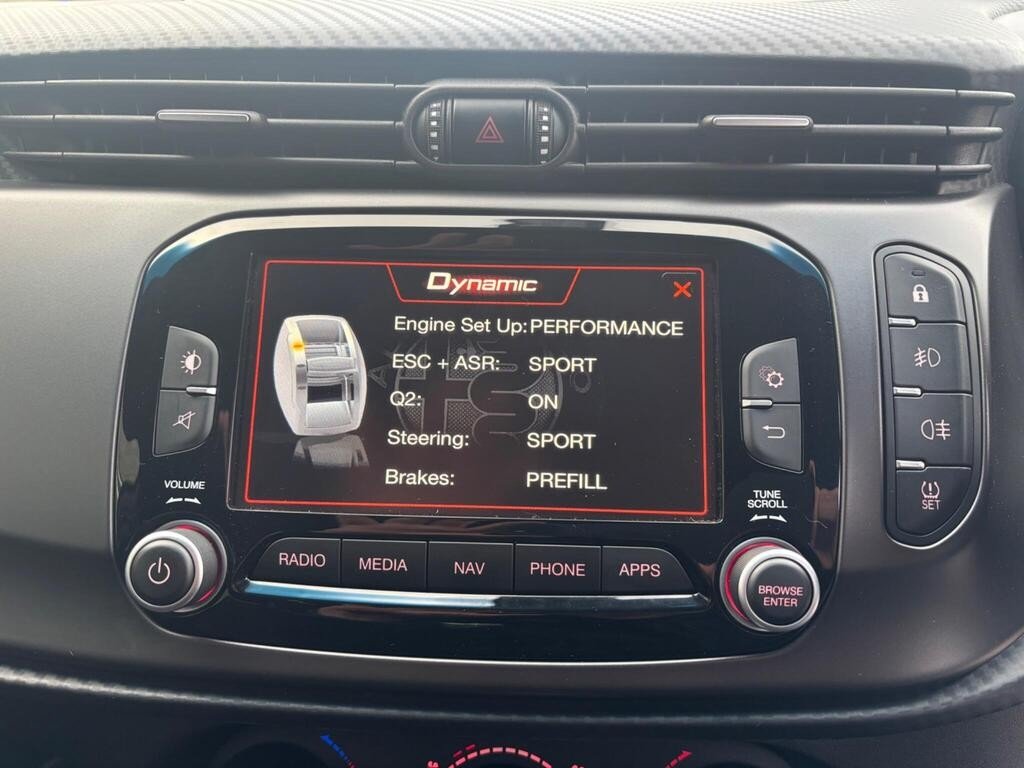 Dynamic
Engine Set Up: PERFORMANCE
ESC + ASR: SPORT
Q2: ON
Steering: SPORT
Brakes: PREFILL
VOLUME
TUNE
SCROLL
SET
RADIO
MEDIA
NAV
PHONE
APPS
BROWSE
ENTER